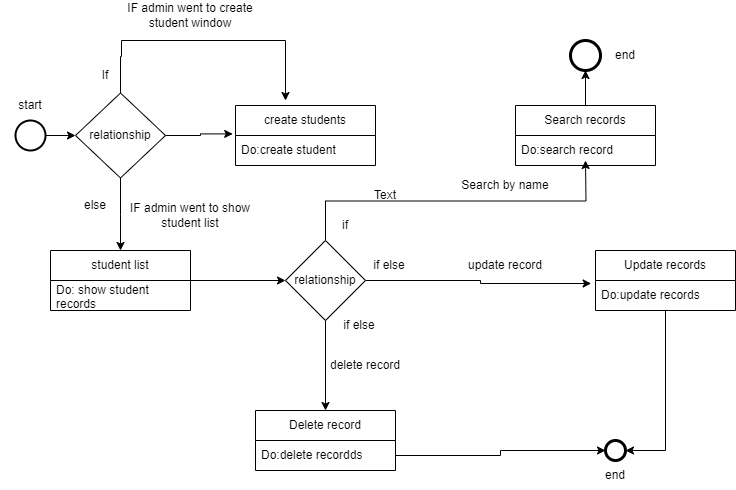 IF admin went to create
student window
end
If
start
create students
Search records
relationship
Do:create student
Do:search record
Search by name
Text
else
IF admin went to show
student list
if
student list
if else
update record
Update records
relationship
Do: show student
records
Do:update records
if else
delete record
Delete record
Do:delete recordds
end